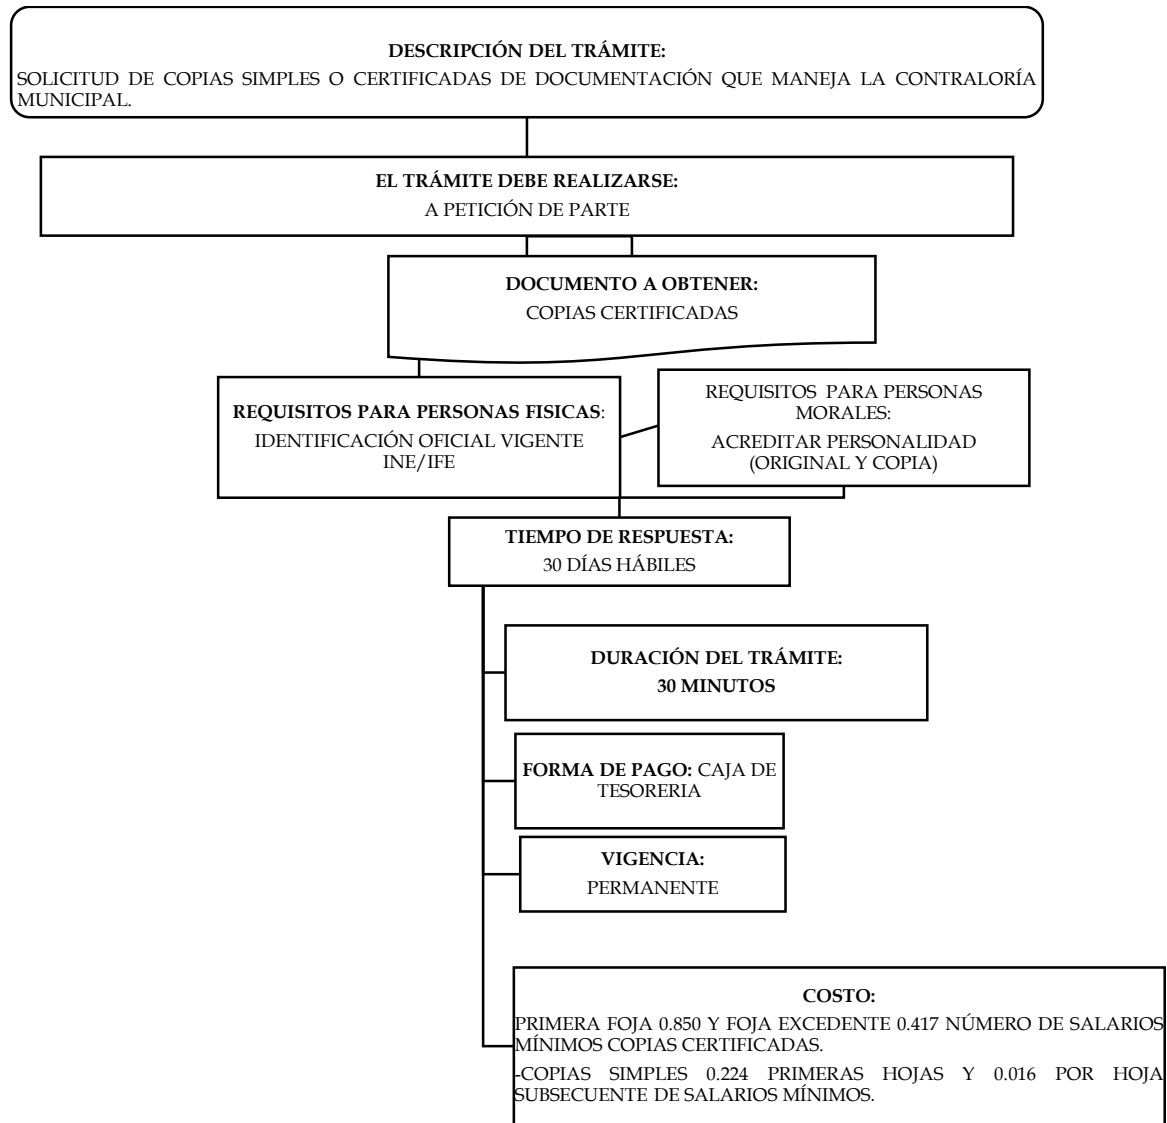 DESCRIPCIÓN DEL TRÁMITE:
SOLICITUD DE COPIAS SIMPLES O CERTIFICADAS DE DOCUMENTACIÓN QUE MANEJA LA CONTRALORÍA
MUNICIPAL.
EL TRÁMITE DEBE REALIZARSE:
A PETICIÓN DE PARTE
DOCUMENTO A OBTENER:
COPIAS CERTIFICADAS
REQUISITOS PARA PERSONAS FISICAS:
IDENTIFICACIÓN OFICIAL VIGENTE
INE/IFE
REQUISITOS PARA PERSONAS
MORALES:
ACREDITAR PERSONALIDAD
(ORIGINAL Y COPIA)
TIEMPO DE RESPUESTA:
30 DÍAS HÁBILES
DURACIÓN DEL TRÁMITE:
30 MINUTOS
FORMA DE PAGO: CAJA DE
TESORERIA
VIGENCIA:
PERMANENTE
COSTO:
PRIMERA FOJA 0.850 Y FOJA EXCEDENTE 0.417 NÚMERO DE SALARIOS
MÍNIMOS COPIAS CERTIFICADAS.
-COPIAS SIMPLES 0.224 PRIMERAS HOJAS Y 0.016 POR HOJA
SUBSECUENTE DE SALARIOS MÍNIMOS.